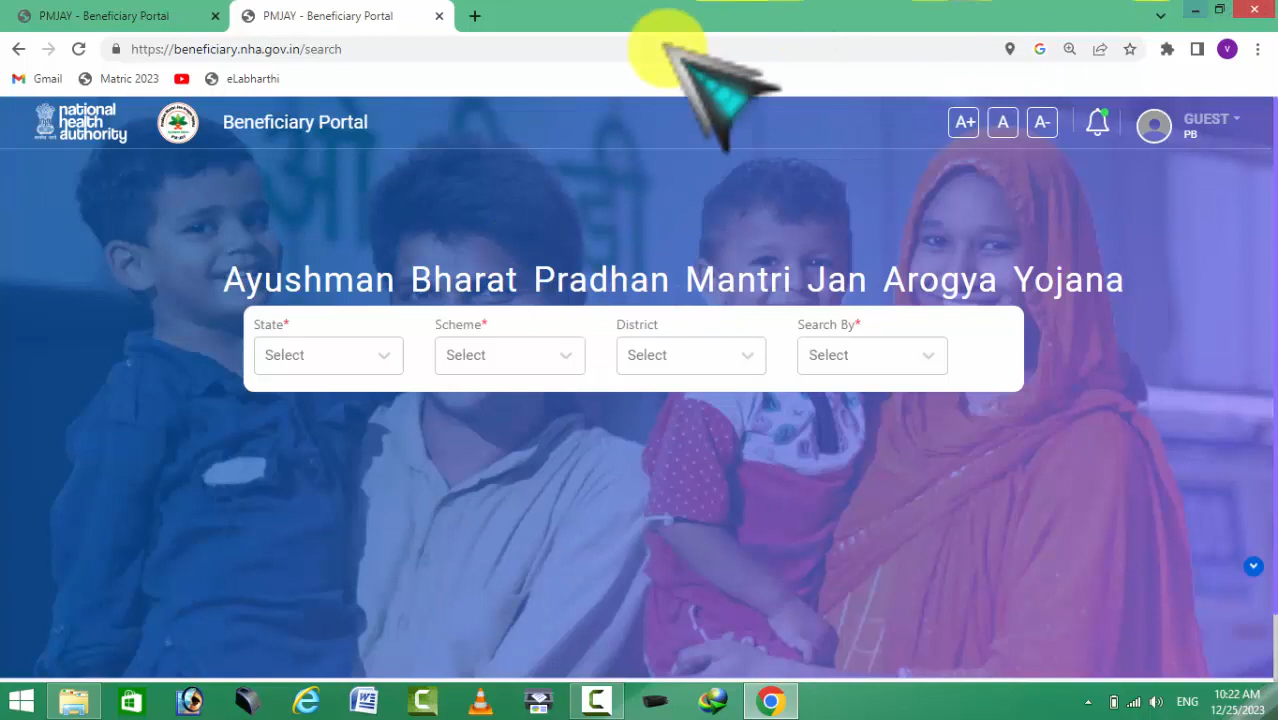 PMJAY - Beneficiary Portal
PMJAY - Beneficiary Portal
https://beneficiary.nha.gov.in/search
V
Gmail
Matric 2023
eLabharthi
national
health
authority
Beneficiary Portal
A+
A
A-
GUEST
PB
Ayushman Bharat Pradhan Mantri Jan Arogya Yojana
State*
Scheme*
District
Search By*
Select
Select
Select
Select
ENG
10:22 AM
12/25/2023